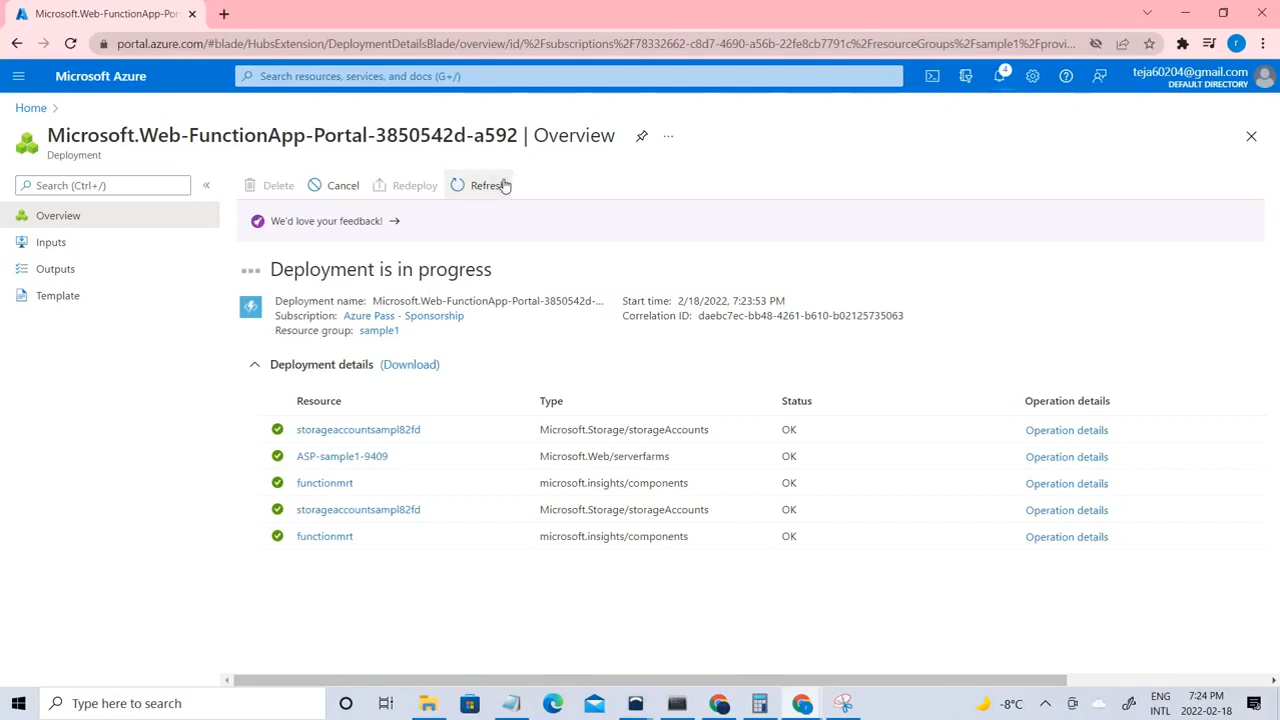 Microsoft.Web-FunctionApp-Por
portal.azure.com/#blade/HubsExtension/DeploymentDetailsBlade/overview/id/%2Fsubscriptions%2F78332662-c8d7-4690-a56b-22fe8cb7791c%2FresourceGroups%2Fsample1%2Fprovi...
r
Microsoft Azure
Search resources, services, and docs (G+/)
4
teja60204@gmail.com
DEFAULT DIRECTORY
Home >
Microsoft.Web-FunctionApp-Portal-3850542d-a592 | Overview
Deployment
Search (Ctrl+/)
Delete
Cancel
Redeploy
Refresh
Overview
Inputs
Outputs
Template
We'd love your feedback! →
Deployment is in progress
Deployment name: Microsoft.Web-FunctionApp-Portal-3850542d-...
Subscription: Azure Pass - Sponsorship
Resource group: sample1
Start time: 2/18/2022, 7:23:53 PM
Correlation ID: daebc7ec-bb48-4261-b610-b02125735063
Deployment details (Download)
Resource Type Status Operation details
storageaccountsampl82fd Microsoft.Storage/storageAccounts OK Operation details
ASP-sample1-9409 Microsoft.Web/serverfarms OK Operation details
functionmrt microsoft.insights/components OK Operation details
storageaccountsampl82fd Microsoft.Storage/storageAccounts OK Operation details
functionmrt microsoft.insights/components OK Operation details
Type here to search
-8°C
ENG
INTL
7:24 PM
2022-02-18